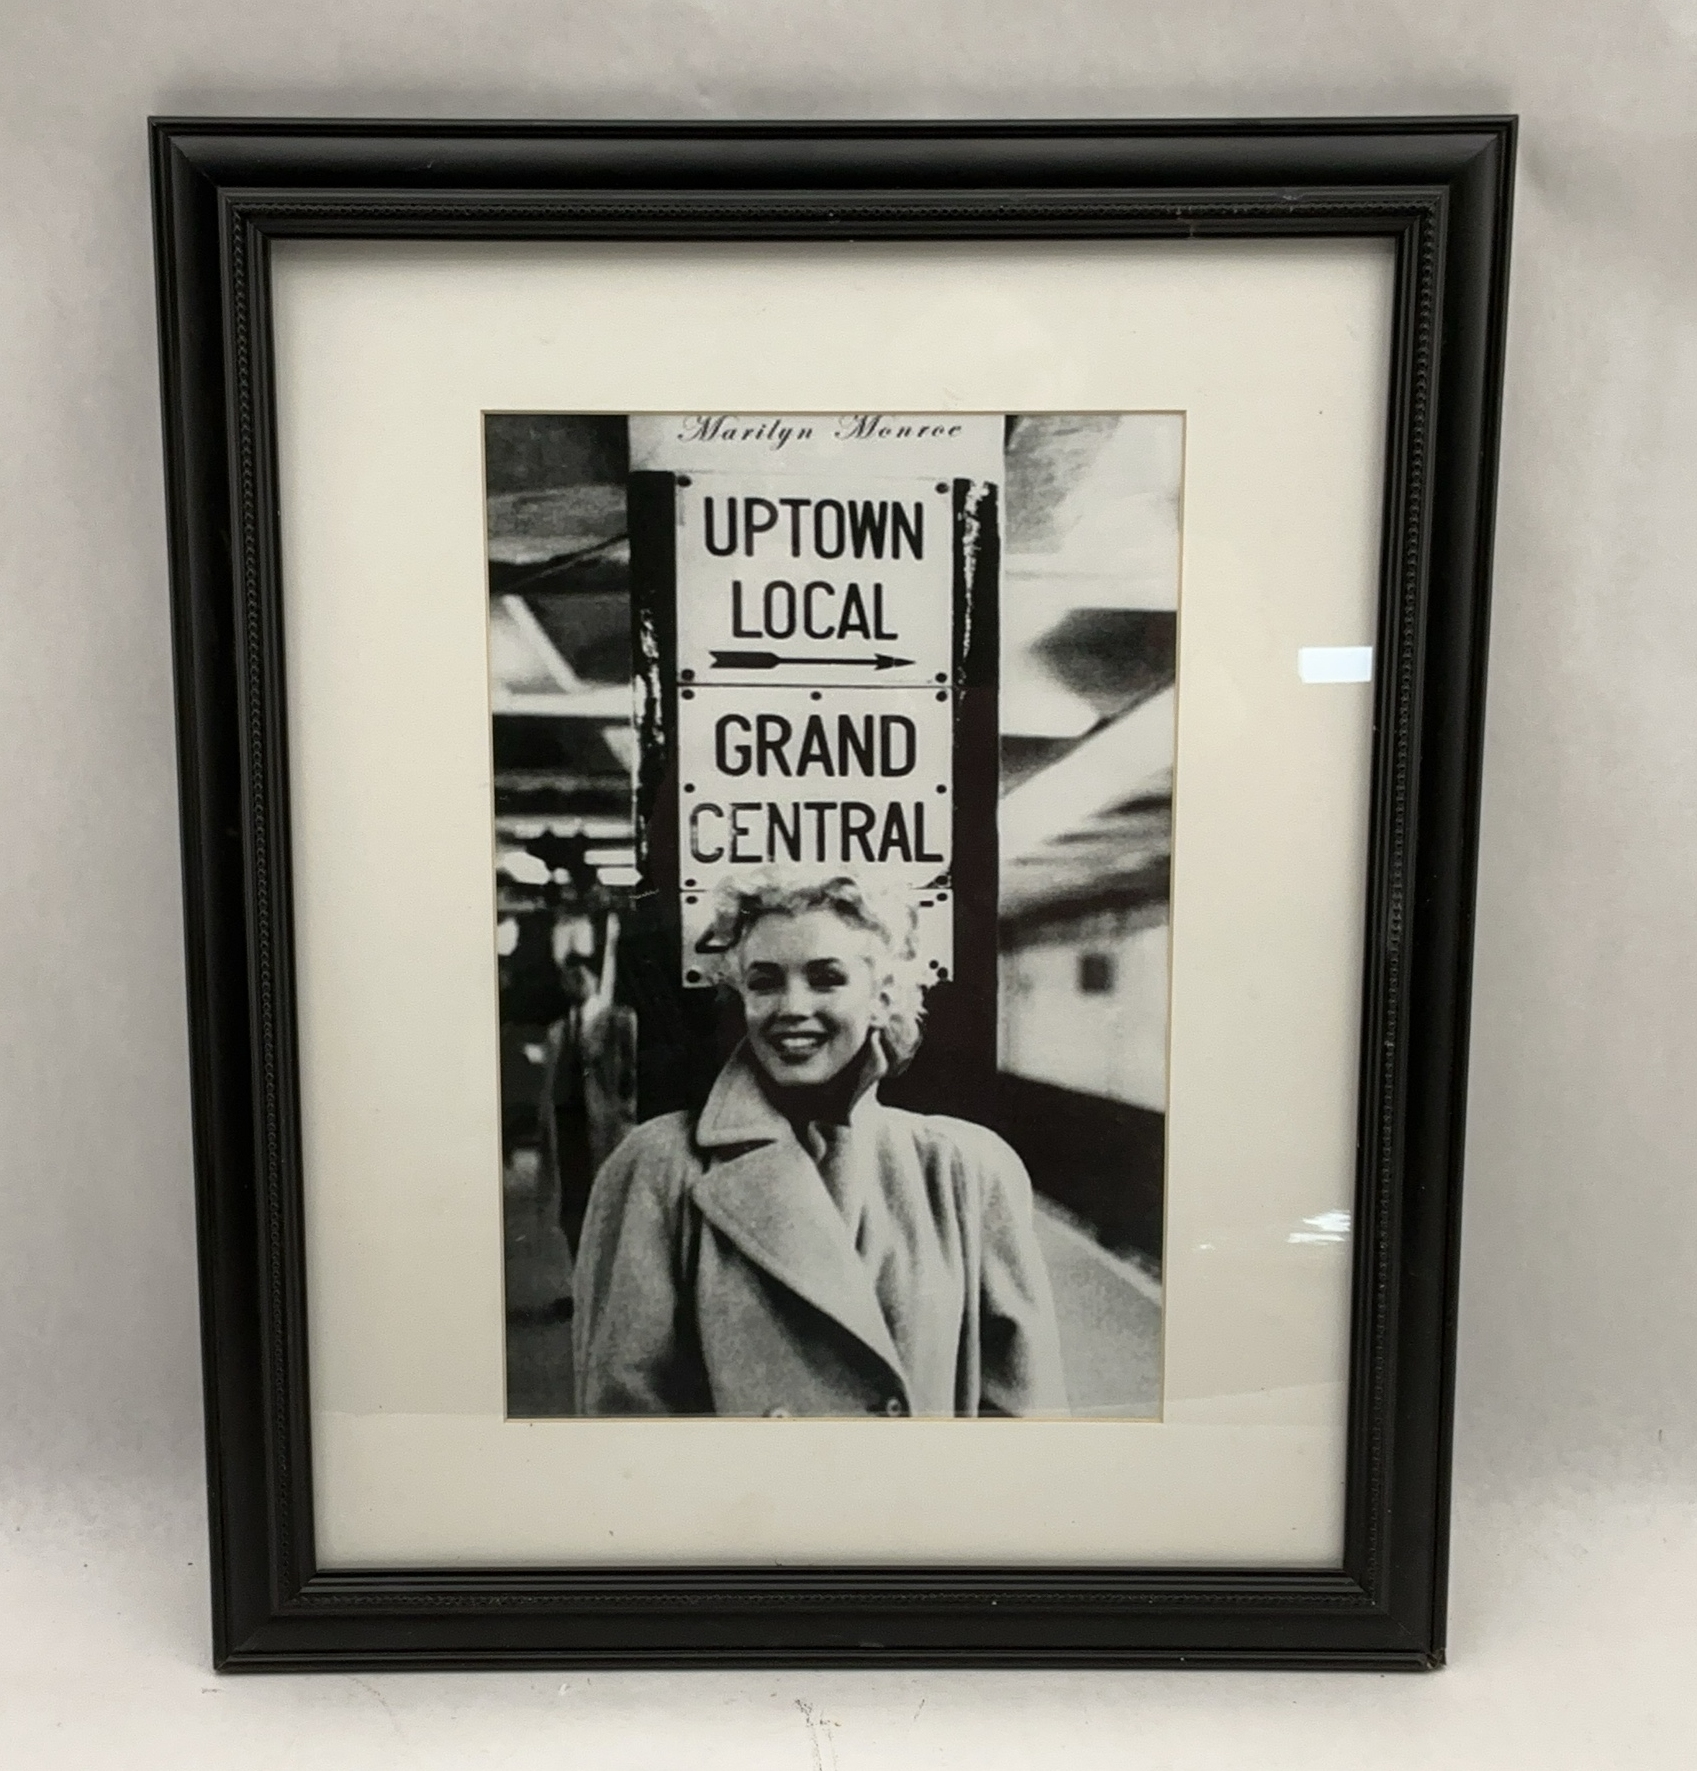 Marilyn Monroe
UPTOWN
LOCAL
GRAND
CENTRAL